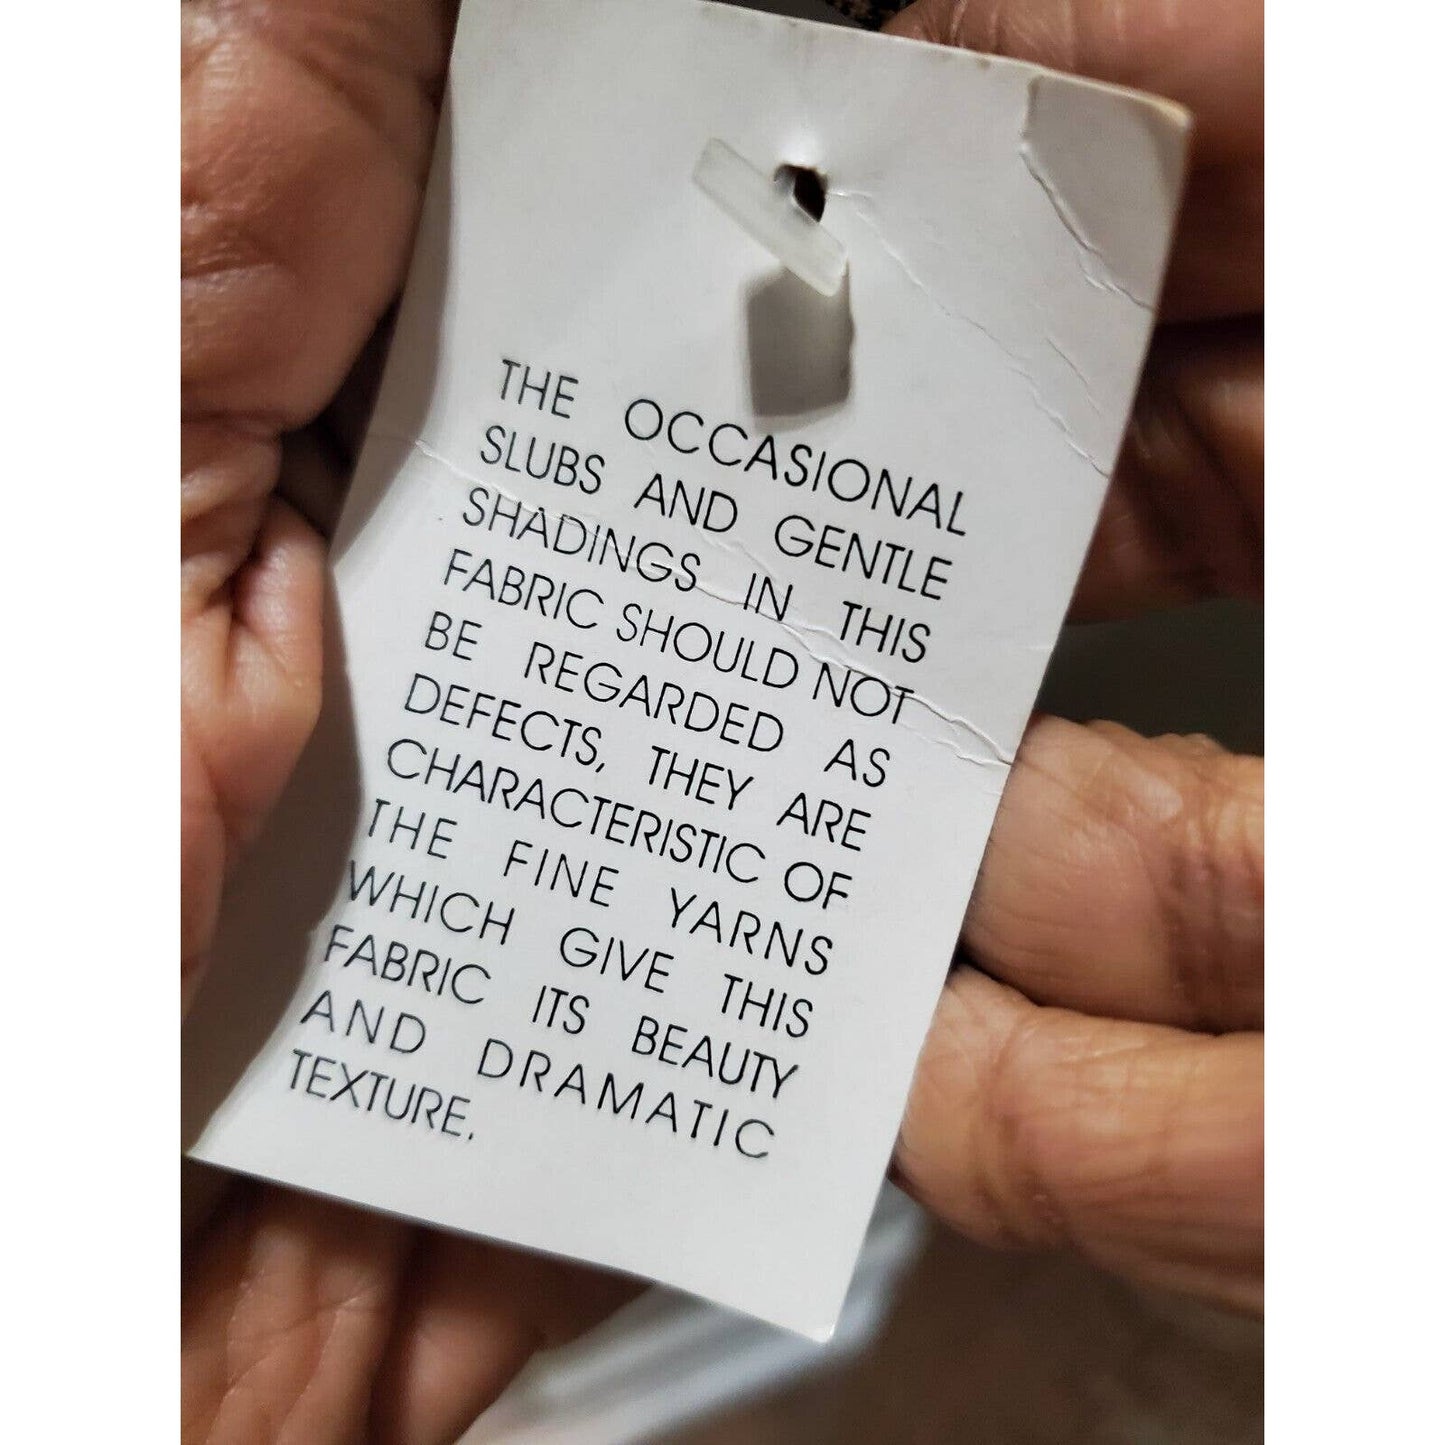 THE OCCASIONAL
SLUBS AND GENTLE
SHADINGS IN THIS
FABRIC SHOULD NOT
BE REGARDED AS
DEFECTS, THEY ARE
CHARACTERISTIC OF
THE FINE YARNS
WHICH GIVE THIS
FABRIC ITS BEAUTY
AND DRAMATIC
TEXTURE.